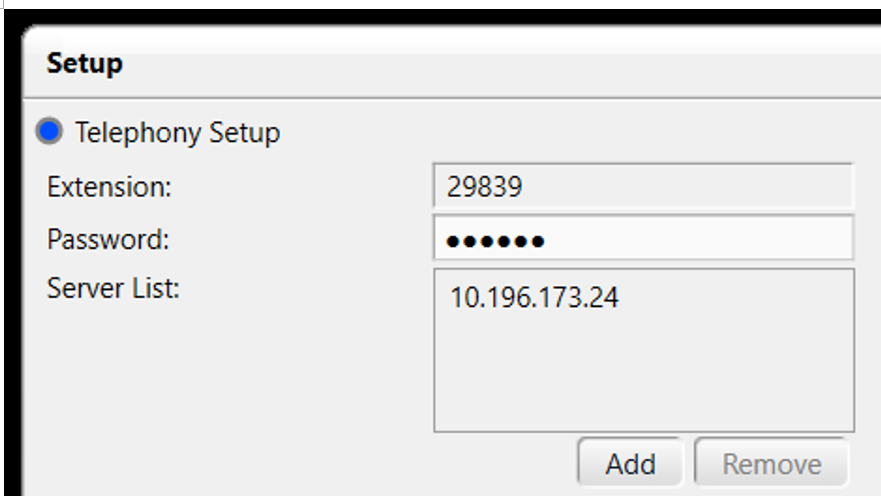 Setup
Telephony Setup
Extension: 29839
Password: ●●●●●●
Server List: 10.196.173.24
Add Remove